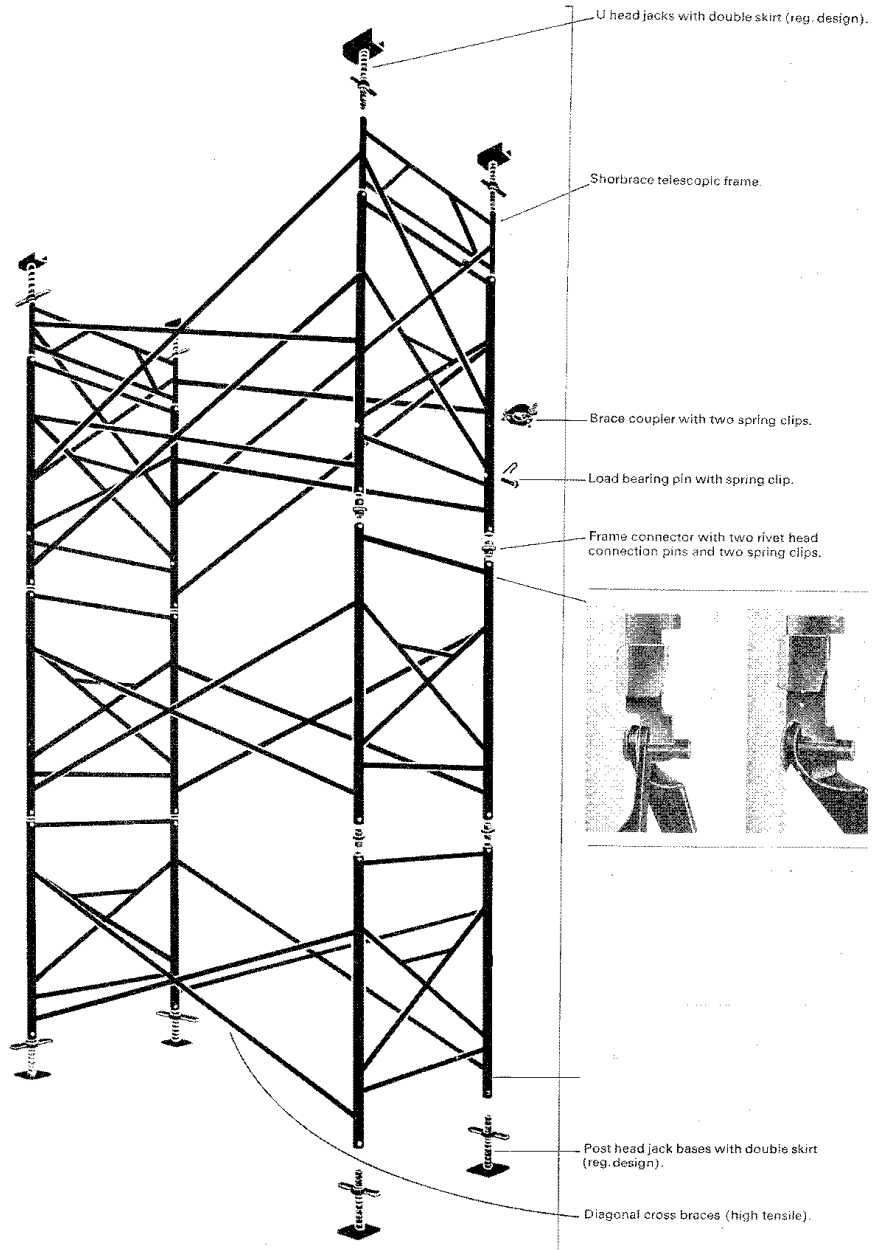 U head jacks with double skirt (reg. design).
Shorbrace telescopic frame.
Brace coupler with two spring clips.
Load bearing pin with spring clip.
Frame connector with two rivet head
connection pins and two spring clips.
Post head jack bases with double skirt
(reg. design).
Diagonal cross braces (high tensile).